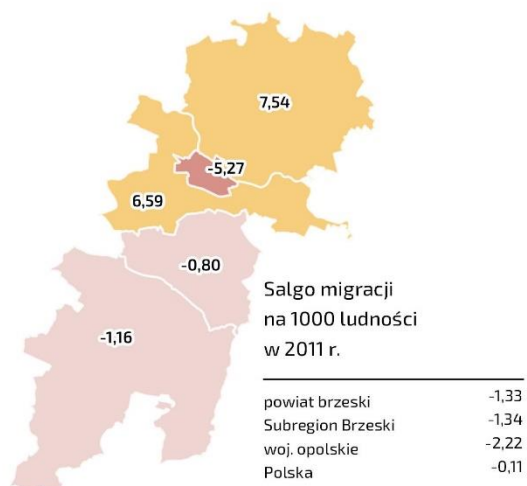 7,54
-5,27
6,59
-0,80
-1,16
Salgo migracji
na 1000 ludności
w 2011 r.
powiat brzeski -1,33
Subregion Brzeski -1,34
woj. opolskie -2,22
Polska -0,11